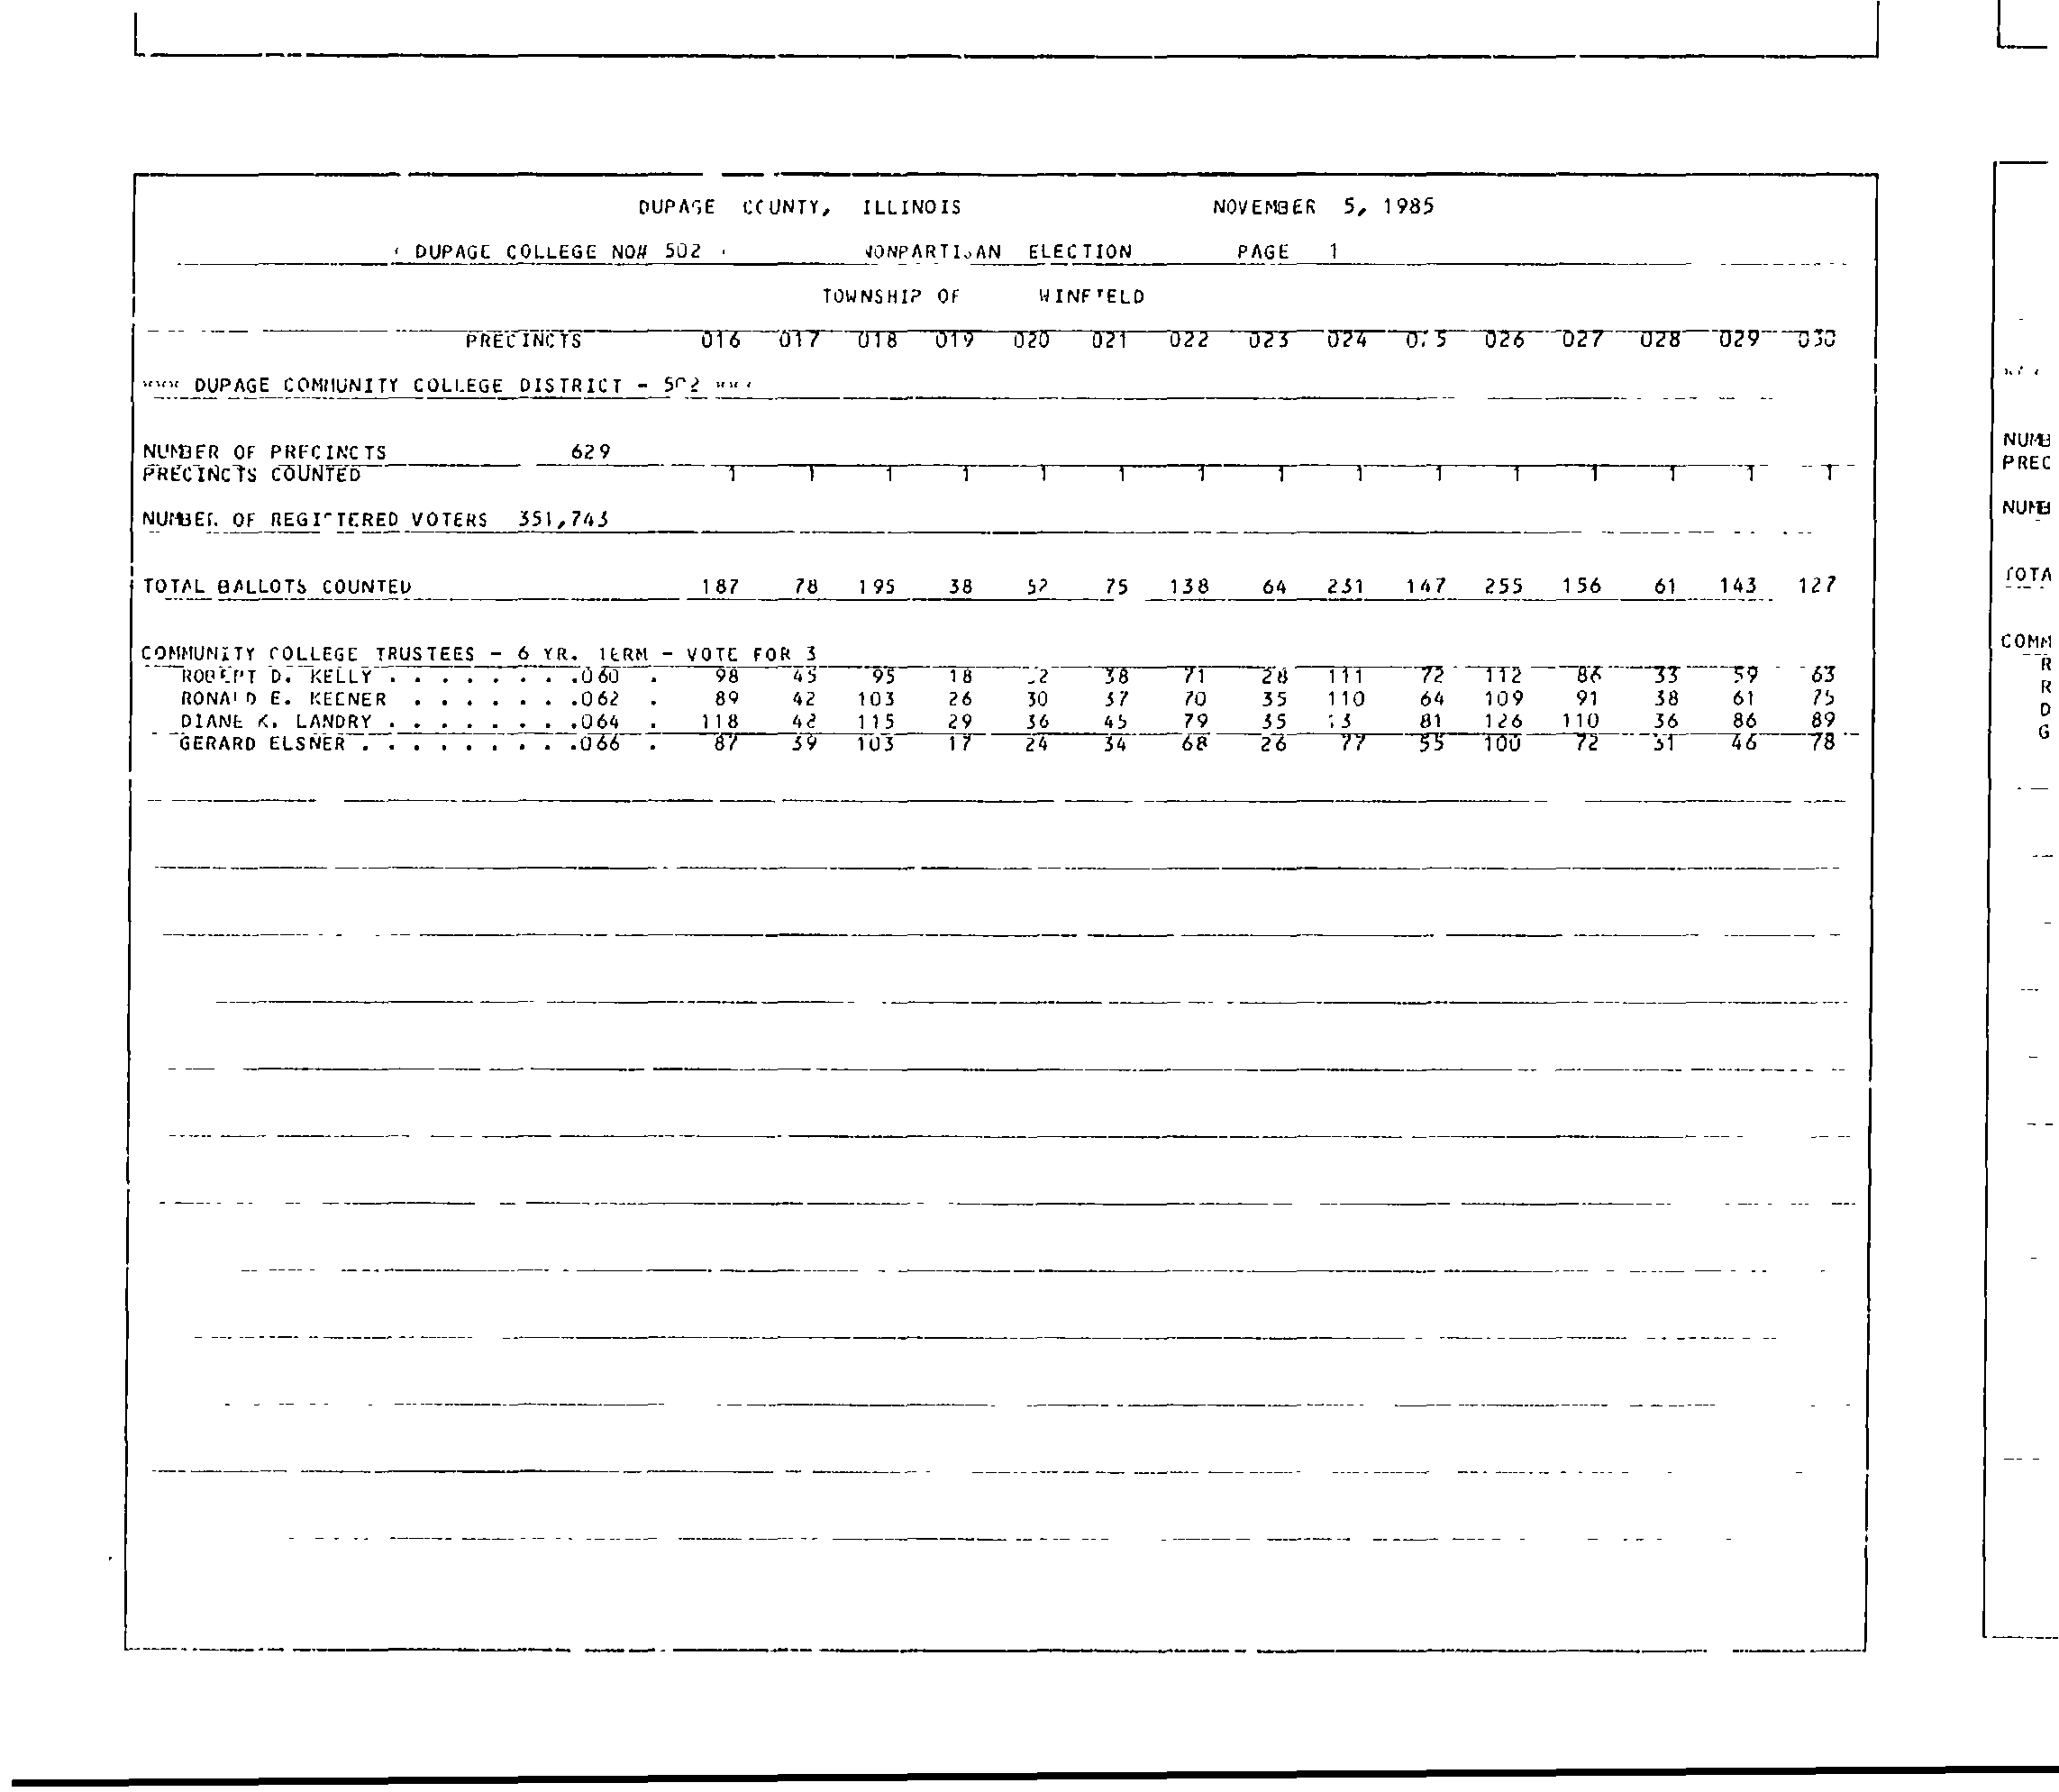 DUPAGE COUNTY, ILLINOIS NOVEMBER 5, 1985
DUPAGE COLLEGE NO# 502 NONPARTISAN ELECTION PAGE 1
TOWNSHIP OF WINFIELD
PRECINCTS 016 017 018 019 020 021 022 023 024 025 026 027 028 029 030
DUPAGE COMMUNITY COLLEGE DISTRICT - 502
NUMBER OF PRECINCTS 629
PRECINCTS COUNTED 1 1 1 1 1 1 1 1 1 1 1 1 1 1 1
NUMBER OF REGISTERED VOTERS 351,743
TOTAL BALLOTS COUNTED 187 78 195 38 52 75 138 64 231 147 255 156 61 143 127
COMMUNITY COLLEGE TRUSTEES - 6 YR. TERM - VOTE FOR 3
ROBERT D. KELLY . . . . . . . .060 . 98 45 95 18 38 71 28 111 72 112 86 33 59 63
RONALD E. KEENER . . . . . . .062 . 89 42 103 26 30 37 70 35 110 64 109 91 38 61 75
DIANE K. LANDRY . . . . . . . .064 . 118 42 115 29 36 45 79 35 81 126 110 36 86 89
GERARD ELSNER . . . . . . . . .066 . 87 39 103 17 24 34 68 26 77 55 100 72 31 46 78
NUMB
PREC
NUMB
TOTA
COMM
R
R
D
G